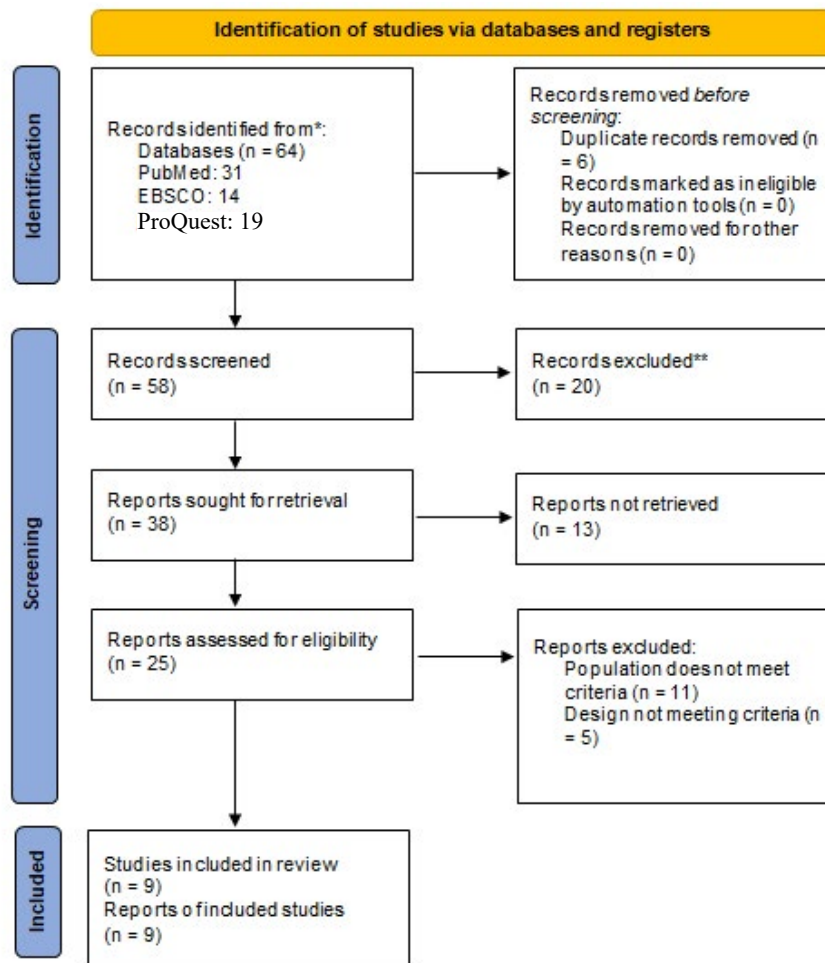 Identification of studies via databases and registers
Identification
Records identified from*:
Databases (n = 64)
PubMed: 31
EBSCO: 14
ProQuest: 19
Records removed before
screening:
Duplicate records removed (n
= 6)
Records marked as ineligible
by automation tools (n = 0)
Records removed for other
reasons (n = 0)
Screening
Records screened
(n = 58)
Records excluded**
(n = 20)
Reports sought for retrieval
(n = 38)
Reports not retrieved
(n = 13)
Reports assessed for eligibility
(n = 25)
Reports excluded:
Population does not meet
criteria (n = 11)
Design not meeting criteria (n
= 5)
Included
Studies included in review
(n = 9)
Reports of included studies
(n = 9)